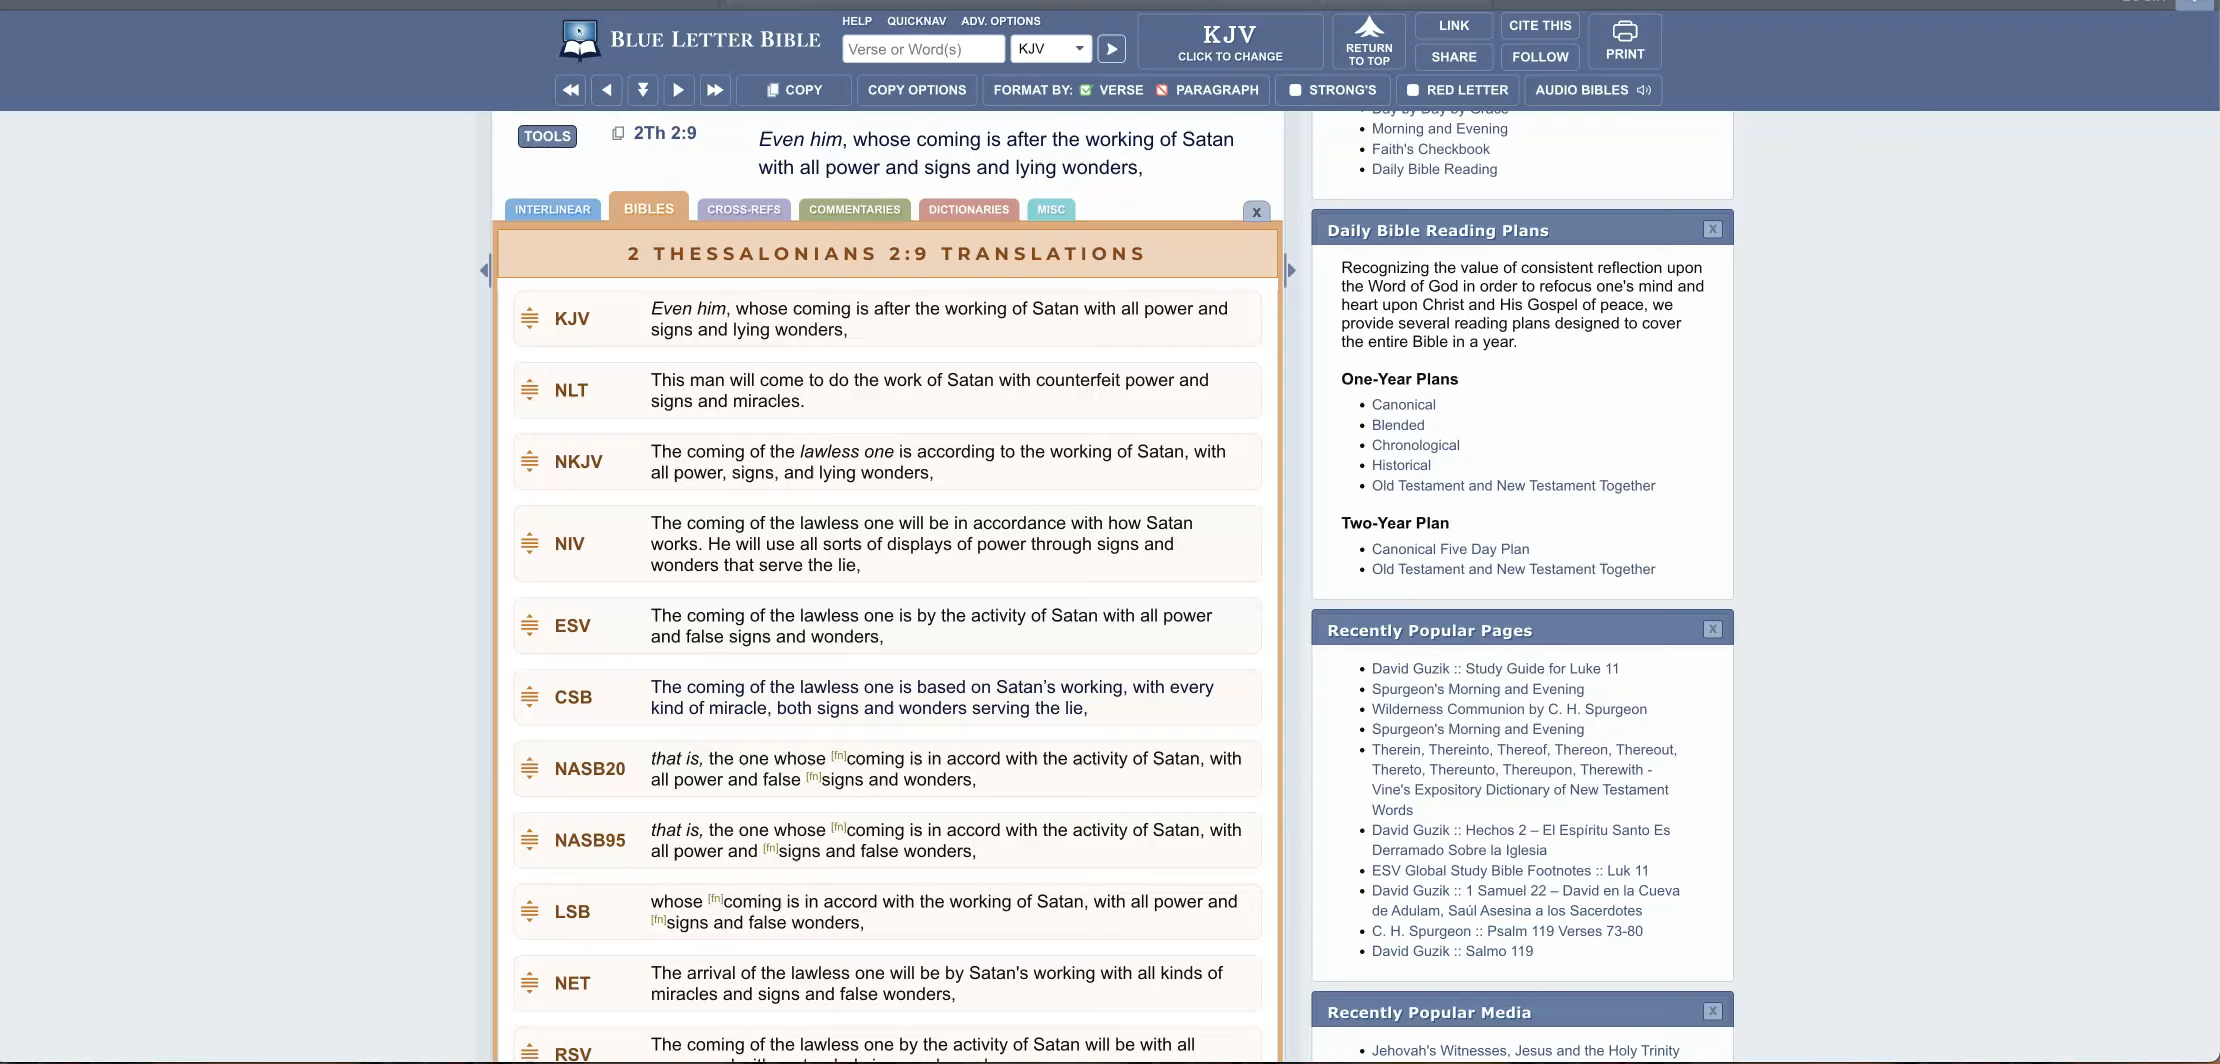 HELP QUICKNAV ADV. OPTIONS
BLUE LETTER BIBLE
Verse or Word(s)
KJV
KJV
CLICK TO CHANGE
RETURN
TO TOP
LINK
CITE THIS
SHARE
FOLLOW
PRINT
COPY
COPY OPTIONS
FORMAT BY: VERSE PARAGRAPH
STRONG'S
RED LETTER
AUDIO BIBLES
TOOLS
2Th 2:9
Even him, whose coming is after the working of Satan
with all power and signs and lying wonders,
INTERLINEAR
BIBLES
CROSS-REFS
COMMENTARIES
DICTIONARIES
MISC
X
2 THESSALONIANS 2:9 TRANSLATIONS
KJV
Even him, whose coming is after the working of Satan with all power and
signs and lying wonders,
NLT
This man will come to do the work of Satan with counterfeit power and
signs and miracles.
NKJV
The coming of the lawless one is according to the working of Satan, with
all power, signs, and lying wonders,
NIV
The coming of the lawless one will be in accordance with how Satan
works. He will use all sorts of displays of power through signs and
wonders that serve the lie,
ESV
The coming of the lawless one is by the activity of Satan with all power
and false signs and wonders,
CSB
The coming of the lawless one is based on Satan’s working, with every
kind of miracle, both signs and wonders serving the lie,
NASB20
that is, the one whose [fn]coming is in accord with the activity of Satan, with
all power and false [fn]signs and wonders,
NASB95
that is, the one whose [fn]coming is in accord with the activity of Satan, with
all power and [fn]signs and false wonders,
LSB
whose [fn]coming is in accord with the working of Satan, with all power and
[fn]signs and false wonders,
NET
The arrival of the lawless one will be by Satan's working with all kinds of
miracles and signs and false wonders,
RSV
The coming of the lawless one by the activity of Satan will be with all
Day by Day by Grace
Morning and Evening
Faith's Checkbook
Daily Bible Reading
Daily Bible Reading Plans
X
Recognizing the value of consistent reflection upon
the Word of God in order to refocus one's mind and
heart upon Christ and His Gospel of peace, we
provide several reading plans designed to cover
the entire Bible in a year.
One-Year Plans
Canonical
Blended
Chronological
Historical
Old Testament and New Testament Together
Two-Year Plan
Canonical Five Day Plan
Old Testament and New Testament Together
Recently Popular Pages
X
David Guzik :: Study Guide for Luke 11
Spurgeon's Morning and Evening
Wilderness Communion by C. H. Spurgeon
Spurgeon's Morning and Evening
Therein, Thereinto, Thereof, Thereon, Thereout,
Thereto, Thereunto, Thereupon, Therewith -
Vine's Expository Dictionary of New Testament
Words
David Guzik :: Hechos 2 – El Espíritu Santo Es
Derramado Sobre la Iglesia
ESV Global Study Bible Footnotes :: Luk 11
David Guzik :: 1 Samuel 22 – David en la Cueva
de Adulam, Saúl Asesina a los Sacerdotes
C. H. Spurgeon :: Psalm 119 Verses 73-80
David Guzik :: Salmo 119
Recently Popular Media
X
Jehovah's Witnesses, Jesus and the Holy Trinity